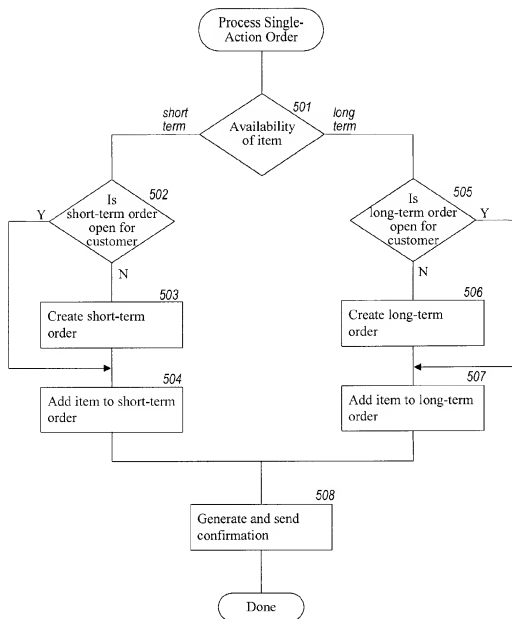 Process Single-
Action Order
501
short
term
Availability
of item
long
term
502
Is
short-term order
open for
customer
Y
N
505
Is
long-term order
open for
customer
Y
N
503
Create short-term
order
506
Create long-term
order
504
Add item to short-term
order
507
Add item to long-term
order
508
Generate and send
confirmation
Done